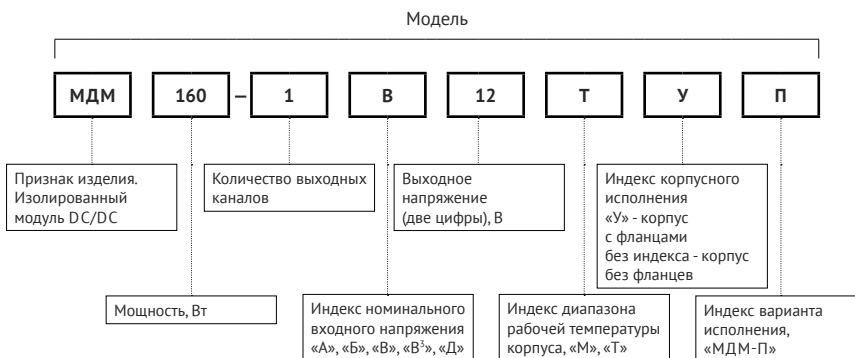 Модель
МДМ 160 – 1 В 12 Т У П
Признак изделия.
Изолированный
модуль DC/DC
Количество выходных
каналов
Выходное
напряжение
(две цифры), В
Индекс корпусного
исполнения
«У» - корпус
с фланцами
без индекса - корпус
без фланцев
Мощность, Вт
Индекс номинального
входного напряжения
«А», «Б», «В», «В³», «Д»
Индекс диапазона
рабочей температуры
корпуса, «М», «Т»
Индекс варианта
исполнения,
«МДМ-П»